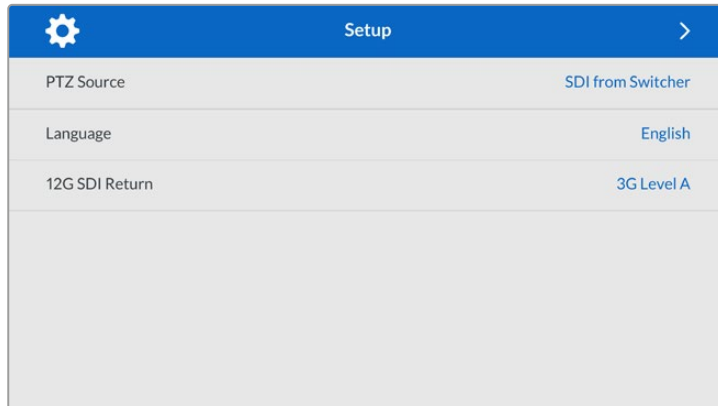 Setup
PTZ Source SDI from Switcher
Language English
12G SDI Return 3G Level A